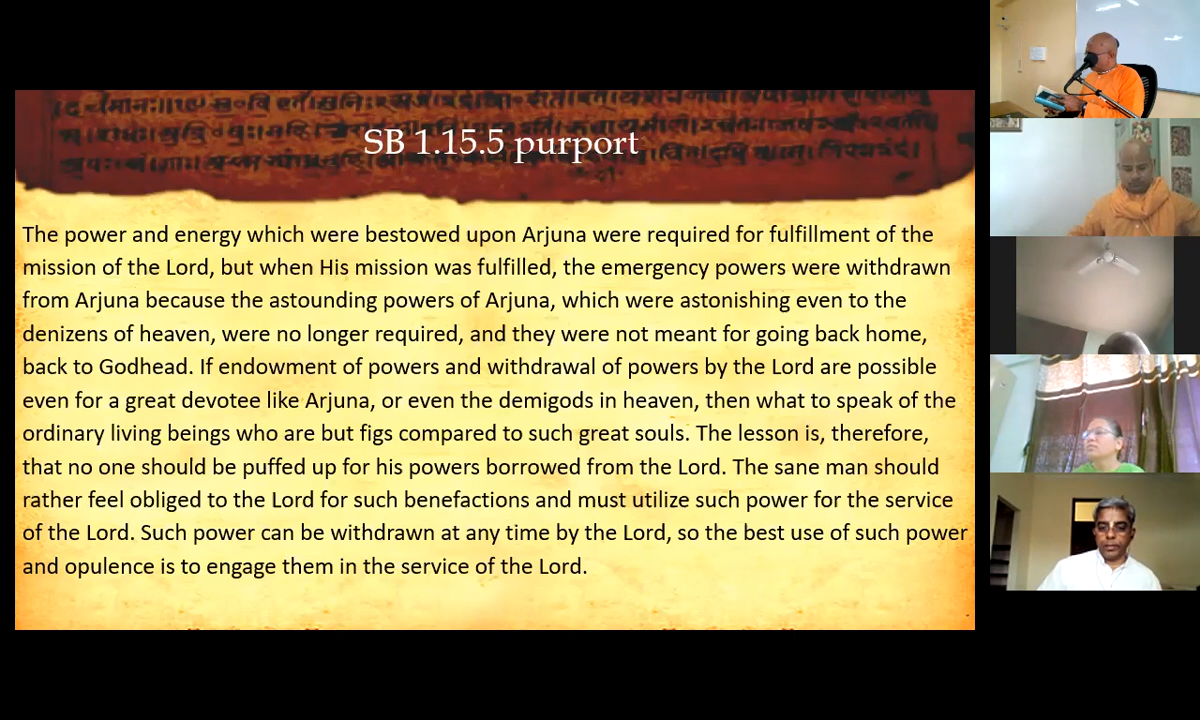 SB 1.15.5 purport
The power and energy which were bestowed upon Arjuna were required for fulfillment of the
mission of the Lord, but when His mission was fulfilled, the emergency powers were withdrawn
from Arjuna because the astounding powers of Arjuna, which were astonishing even to the
denizens of heaven, were no longer required, and they were not meant for going back home,
back to Godhead. If endowment of powers and withdrawal of powers by the Lord are possible
even for a great devotee like Arjuna, or even the demigods in heaven, then what to speak of the
ordinary living beings who are but figs compared to such great souls. The lesson is, therefore,
that no one should be puffed up for his powers borrowed from the Lord. The sane man should
rather feel obliged to the Lord for such benefactions and must utilize such power for the service
of the Lord. Such power can be withdrawn at any time by the Lord, so the best use of such power
and opulence is to engage them in the service of the Lord.